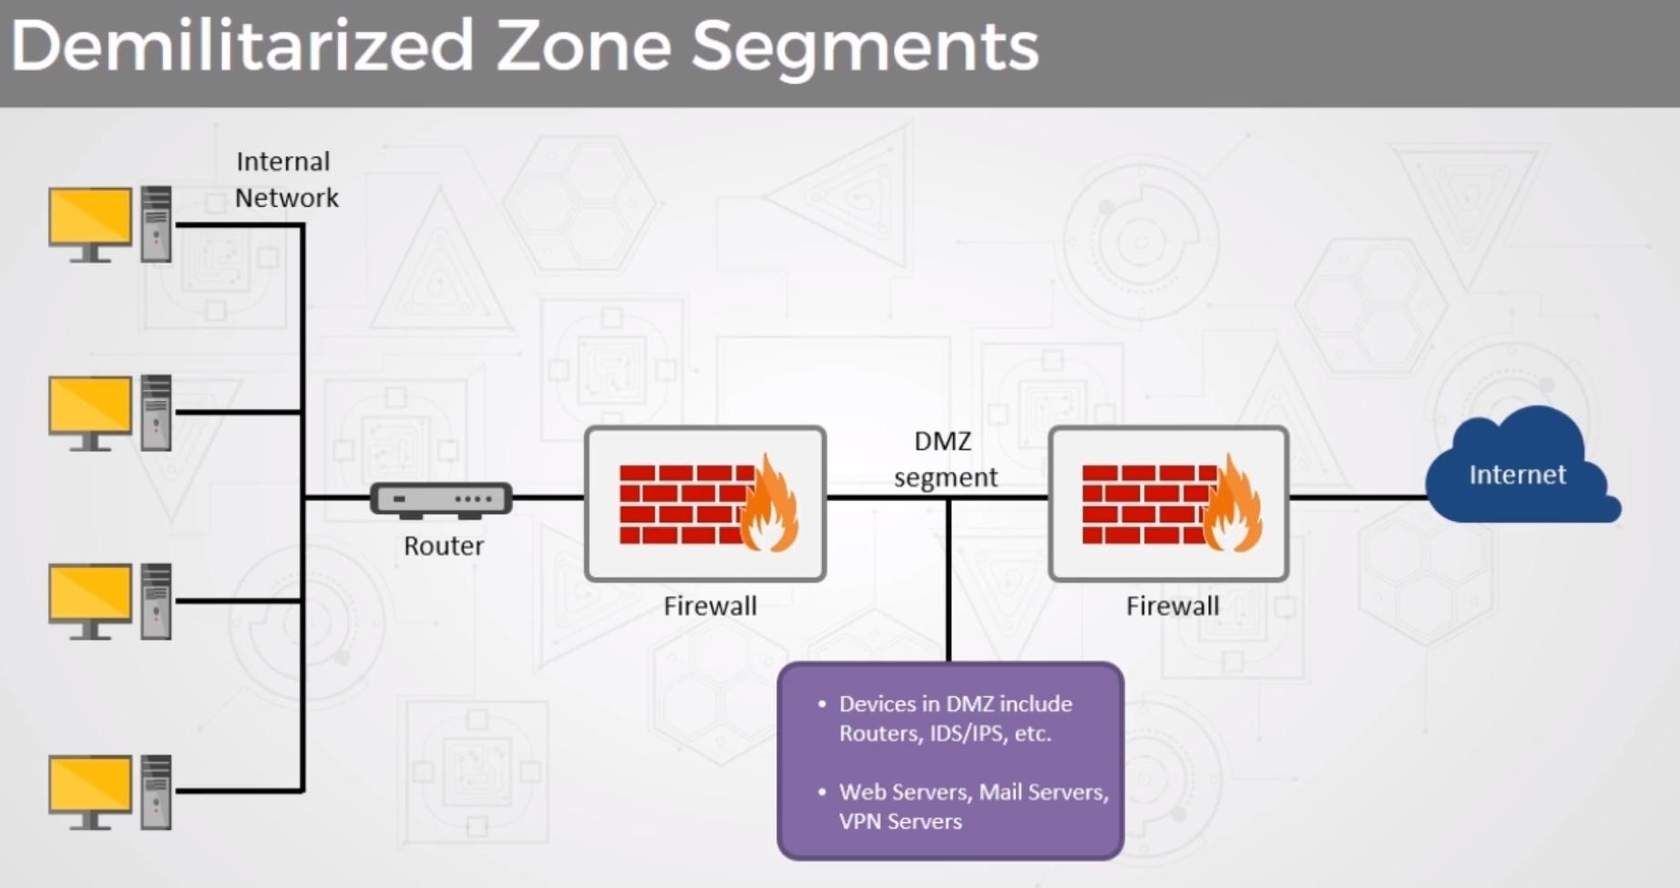 Demilitarized Zone Segments
Internal
Network
Router
Firewall
DMZ
segment
Firewall
Internet
• Devices in DMZ include
Routers, IDS/IPS, etc.
• Web Servers, Mail Servers,
VPN Servers